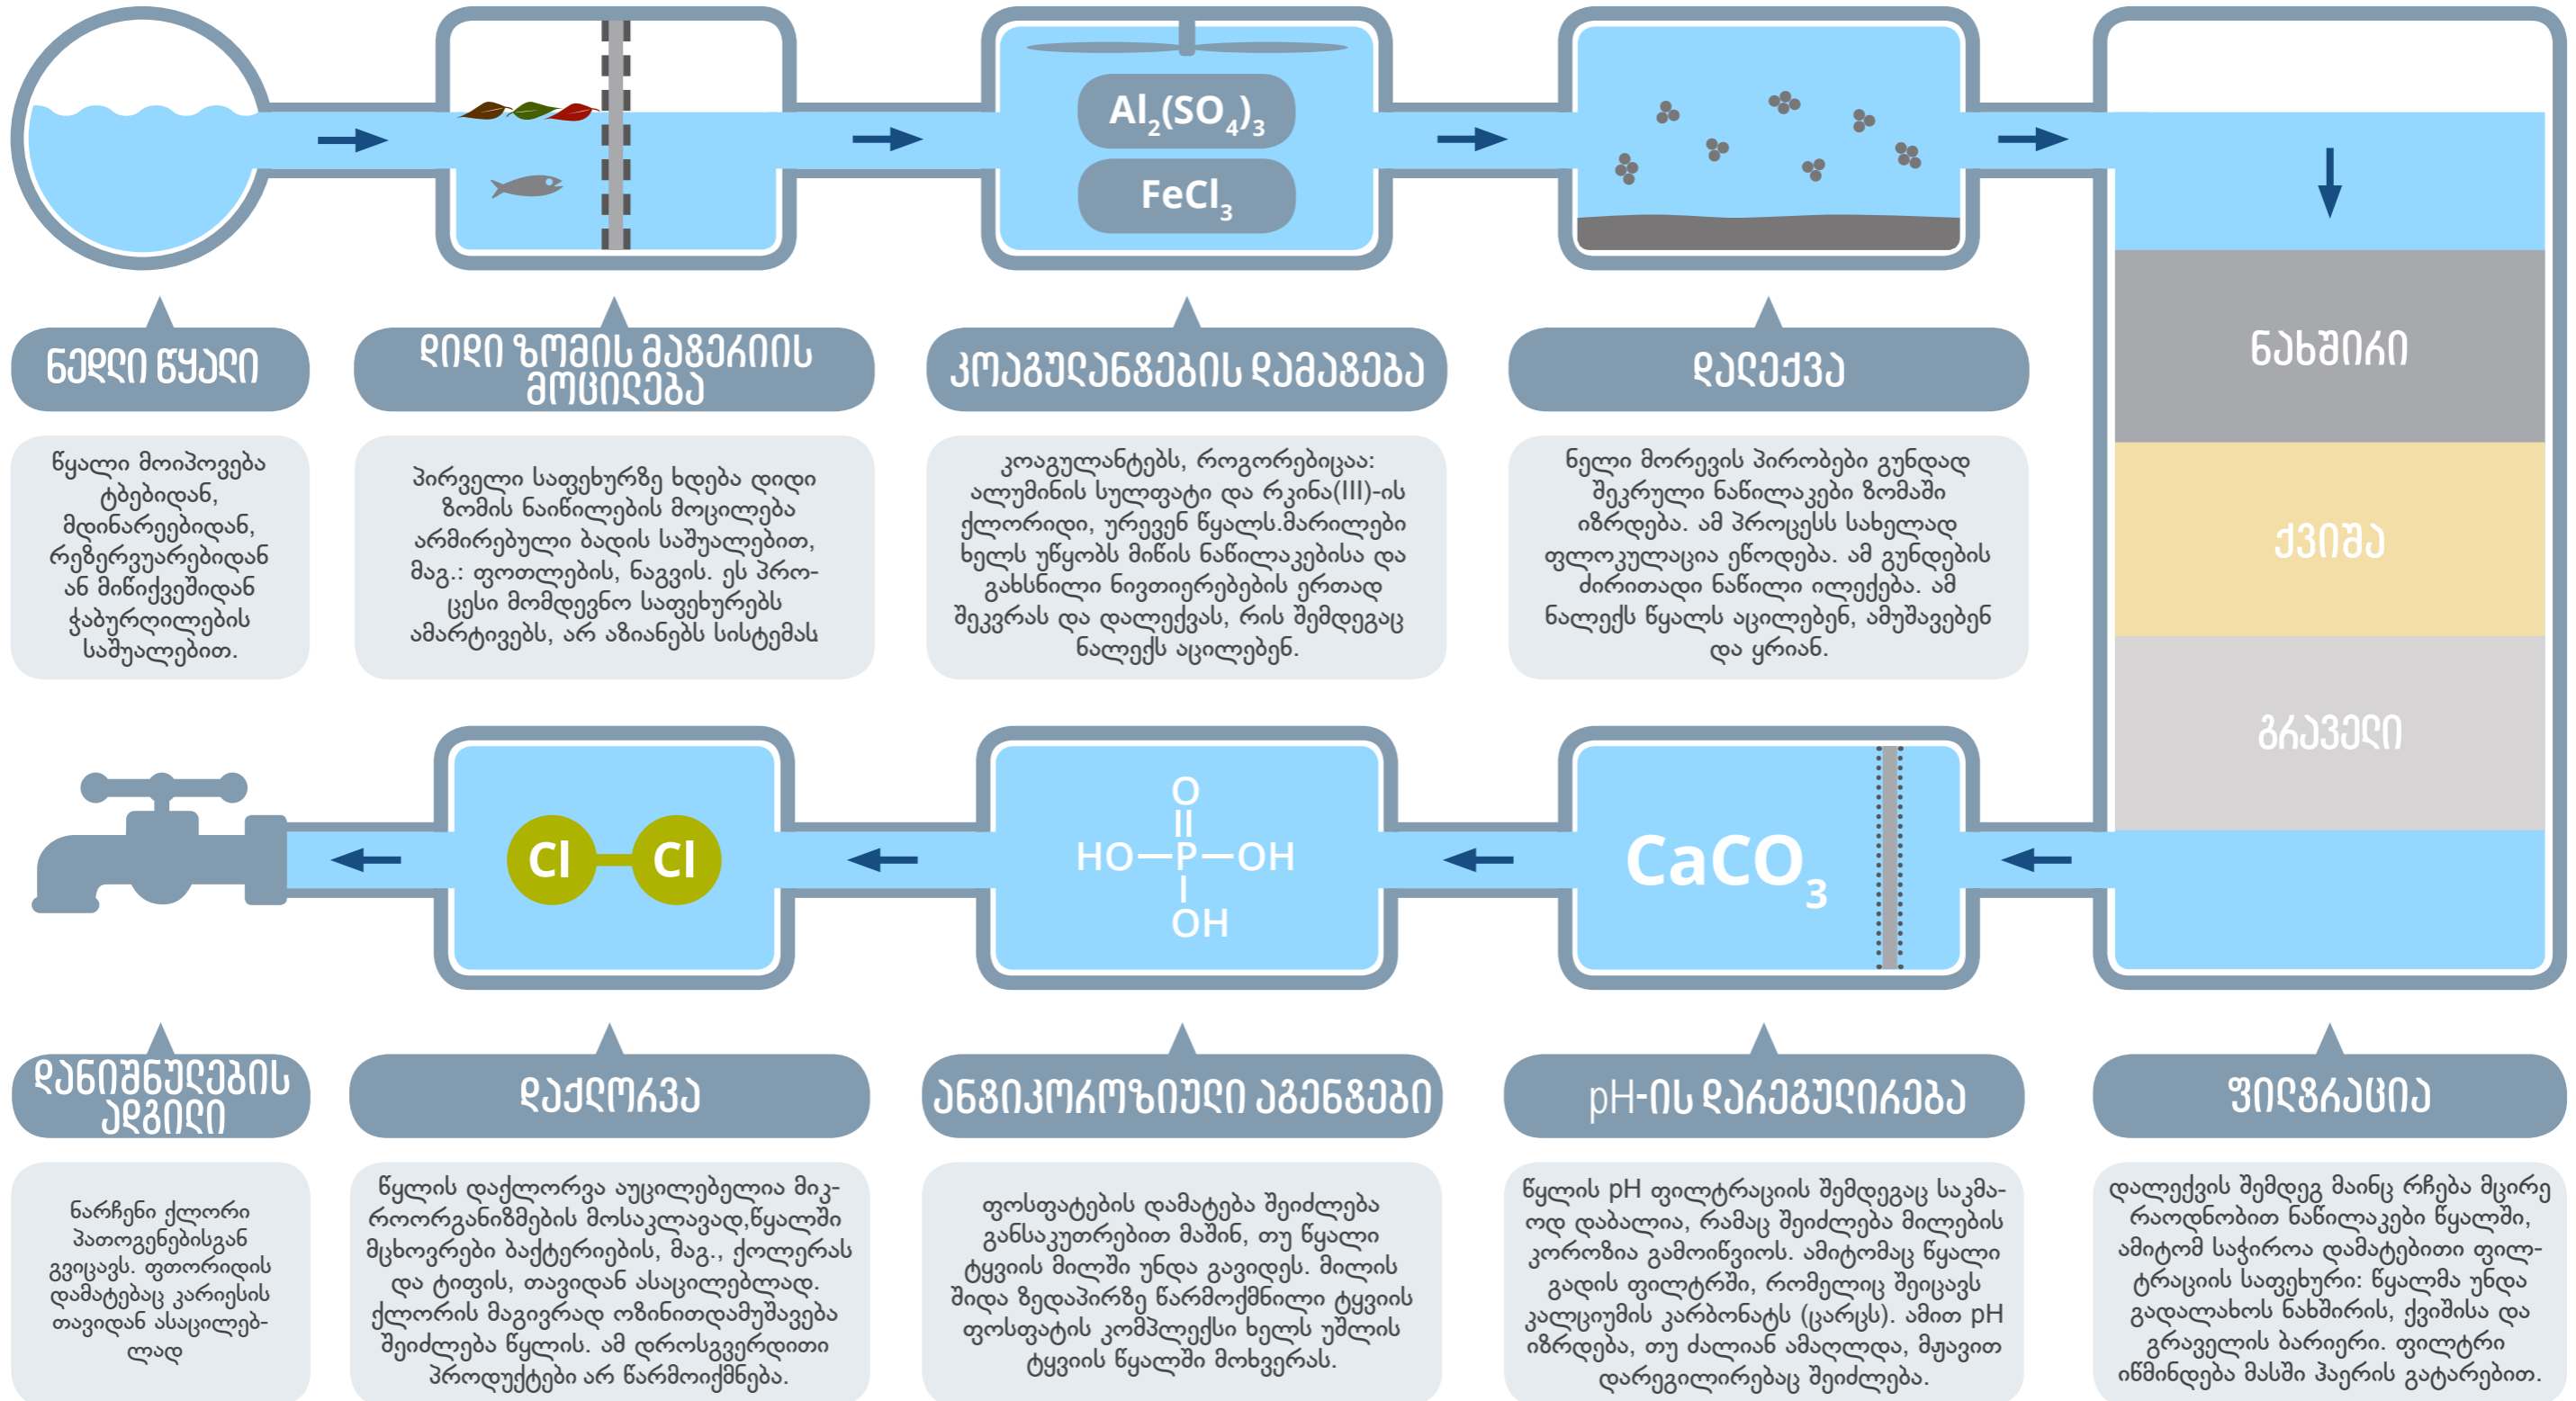 Al₂(SO₄)₃
FeCl₃
ნედლი წყალი
წყალი მოიპოვება
ტბებიდან,
მდინარეებიდან,
რეზერვუარებიდან
ან მიწიქვეშიდან
ჭაბურღილების
საშუალებით.
დიდი ზომის მატერიის
მოცილება
პირველი საფეხურზე ხდება დიდი
ზომის ნაიწილების მოცილება
არმირებული ბადის საშუალებით,
მაგ.: ფოთლების, ნაგვის. ეს პრო-
ცესი მომდევნო საფეხურებს
ამარტივებს, არ აზიანებს სისტემას.
კოაგულანტების დამატება
კოაგულანტებს, როგორებიცაა:
ალუმინის სულფატი და რკინა(III)-ის
ქლორიდი, ურევენ წყალს.მარილები
ხელს უწყობს მიწის ნაწილაკებისა და
გახსნილი ნივთიერებების ერთად
შეკვრას და დალექვას, რის შემდეგაც
ნალექს აცილებენ.
დალექვა
ნელი მორევის პირობები გუნდად
შეკრული ნაწილაკები ზომაში
იზრდება. ამ პროცესს სახელად
ფლოკულაცია ეწოდება. ამ გუნდების
ძირითადი ნაწილი ილექება. ამ
ნალექს წყალს აცილებენ, ამუშავებენ
და ყრიან.
ნახშირი
ქვიშა
გრაველი
Cl Cl
O
HO P OH
OH
CaCO₃
დანიშნულების
ადგილი
ნარჩენი ქლორი
პათოგენებისგან
გვიცავს. ფთორიდის
დამატებაც კარიესის
თავიდან ასაცილებ-
ლად
დაქლორვა
წყლის დაქლორვა აუცილებელია მიკ-
როორგანიზმების მოსაკლავად,წყალში
მცხოვრები ბაქტერიების, მაგ., ქოლერას
და ტიფის, თავიდან ასაცილებლად.
ქლორის მაგივრად ოზინითდამუშავება
შეიძლება წყლის. ამ დროსგვერდითი
პროდუქტები არ წარმოიქმნება.
ანტიკოროზიული აგენტები
ფოსფატების დამატება შეიძლება
განსაკუთრებით მაშინ, თუ წყალი
ტყვიის მილში უნდა გავიდეს. მილის
შიდა ზედაპირზე წარმოქმნილი ტყვიის
ფოსფატის კომპლექსი ხელს უშლის
ტყვიის წყალში მოხვერას.
pH-ის დარეგულირება
წყლის pH ფილტრაციის შემდეგაც საკმა-
ოდ დაბალია, რამაც შეიძლება მილების
კოროზია გამოიწვიოს. ამიტომაც წყალი
გადის ფილტრში, რომელიც შეიცავს
კალციუმის კარბონატს (ცარცს). ამით pH
იზრდება, თუ ძალიან ამაღლდა, მჟავით
დარეგილირებაც შეიძლება.
ფილტრაცია
დალექვის შემდეგ მაინც რჩება მცირე
რაოდნობით ნაწილაკები წყალში,
ამიტომ საჭიროა დამატებითი ფილ-
ტრაციის საფეხური: წყალმა უნდა
გადალახოს ნახშირის, ქვიშისა და
გრაველის ბარიერი. ფილტრი
იწმინდება მასში ჰაერის გატარებით.